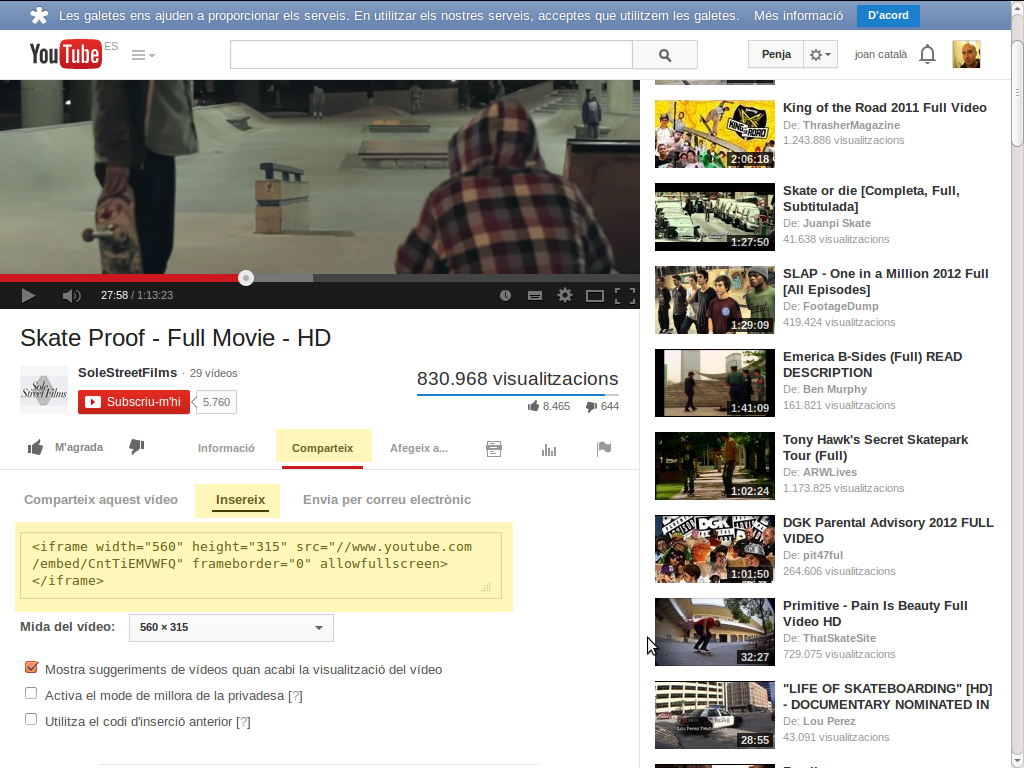 Les galetes ens ajuden a proporcionar els serveis. En utilitzar els nostres serveis, acceptes que utilitzem les galetes. Més informació D'acord
YouTube ES
Penja
joan català
27:58 / 1:13:23
Skate Proof - Full Movie - HD
Sole
Street Films
SoleStreetFilms · 29 vídeos
Subscriu-m'hi 5.760
830.968 visualitzacions
8.465 644
M'agrada Informació Comparteix Afegeix a...
Comparteix aquest vídeo Insereix Envia per correu electrònic
<iframe width="560" height="315" src="//www.youtube.com
/embed/CntTiEMVWFQ" frameborder="0" allowfullscreen>
</iframe>
Mida del vídeo: 560 × 315
Mostra suggeriments de vídeos quan acabi la visualització del vídeo
Activa el mode de millora de la privadesa [?]
Utilitza el codi d'inserció anterior [?]
KING of ROAD
2:06:18
King of the Road 2011 Full Video
De: ThrasherMagazine
1.243.886 visualitzacions
1:27:50
Skate or die [Completa, Full,
Subtitulada]
De: Juanpi Skate
41.638 visualitzacions
1:29:09
SLAP - One in a Million 2012 Full
[All Episodes]
De: FootageDump
419.424 visualitzacions
1:41:09
Emerica B-Sides (Full) READ
DESCRIPTION
De: Ben Murphy
161.821 visualitzacions
1:02:24
Tony Hawk's Secret Skatepark
Tour (Full)
De: ARWLives
1.173.825 visualitzacions
DGK
1:01:50
DGK Parental Advisory 2012 FULL
VIDEO
De: pit47ful
264.606 visualitzacions
32:27
Primitive - Pain Is Beauty Full
Video HD
De: ThatSkateSite
729.075 visualitzacions
28:55
"LIFE OF SKATEBOARDING" [HD]
- DOCUMENTARY NOMINATED IN
De: Lou Perez
43.091 visualitzacions